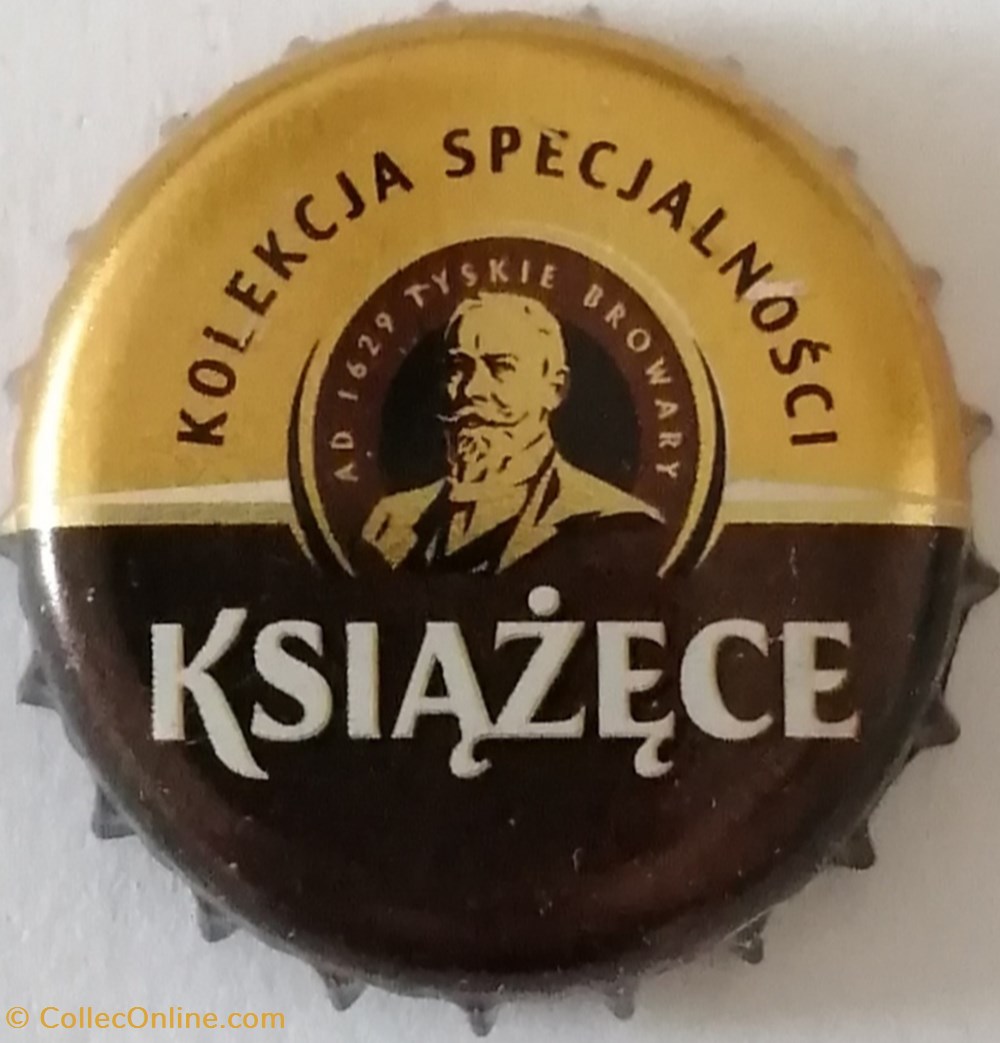 KOLEKCJA SPECJALNOŚCI
AD 1629 TYSKIE BROWARY
KSIĄŻĘCE
© CollecOnline.com